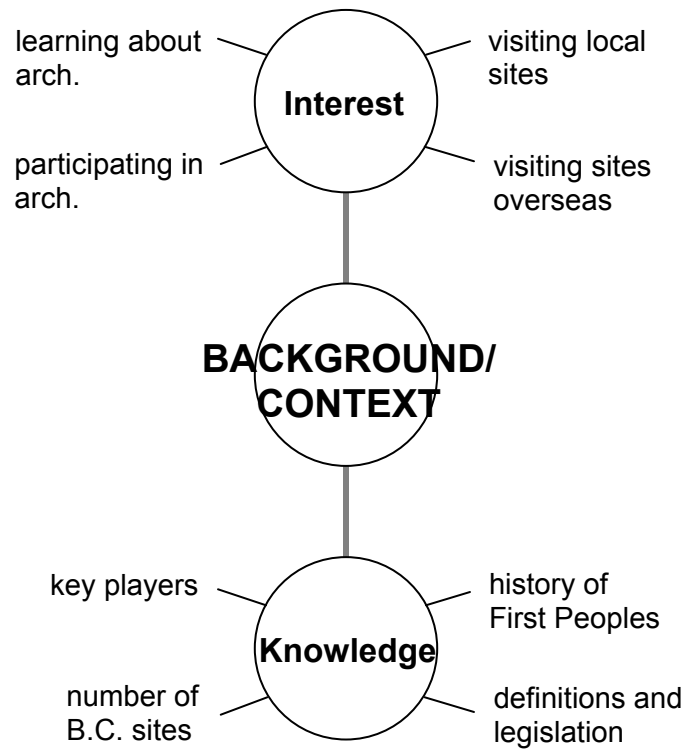 learning about
arch.
visiting local
sites
Interest
participating in
arch.
visiting sites
overseas
BACKGROUND/
CONTEXT
key players
history of
First Peoples
Knowledge
number of
B.C. sites
definitions and
legislation